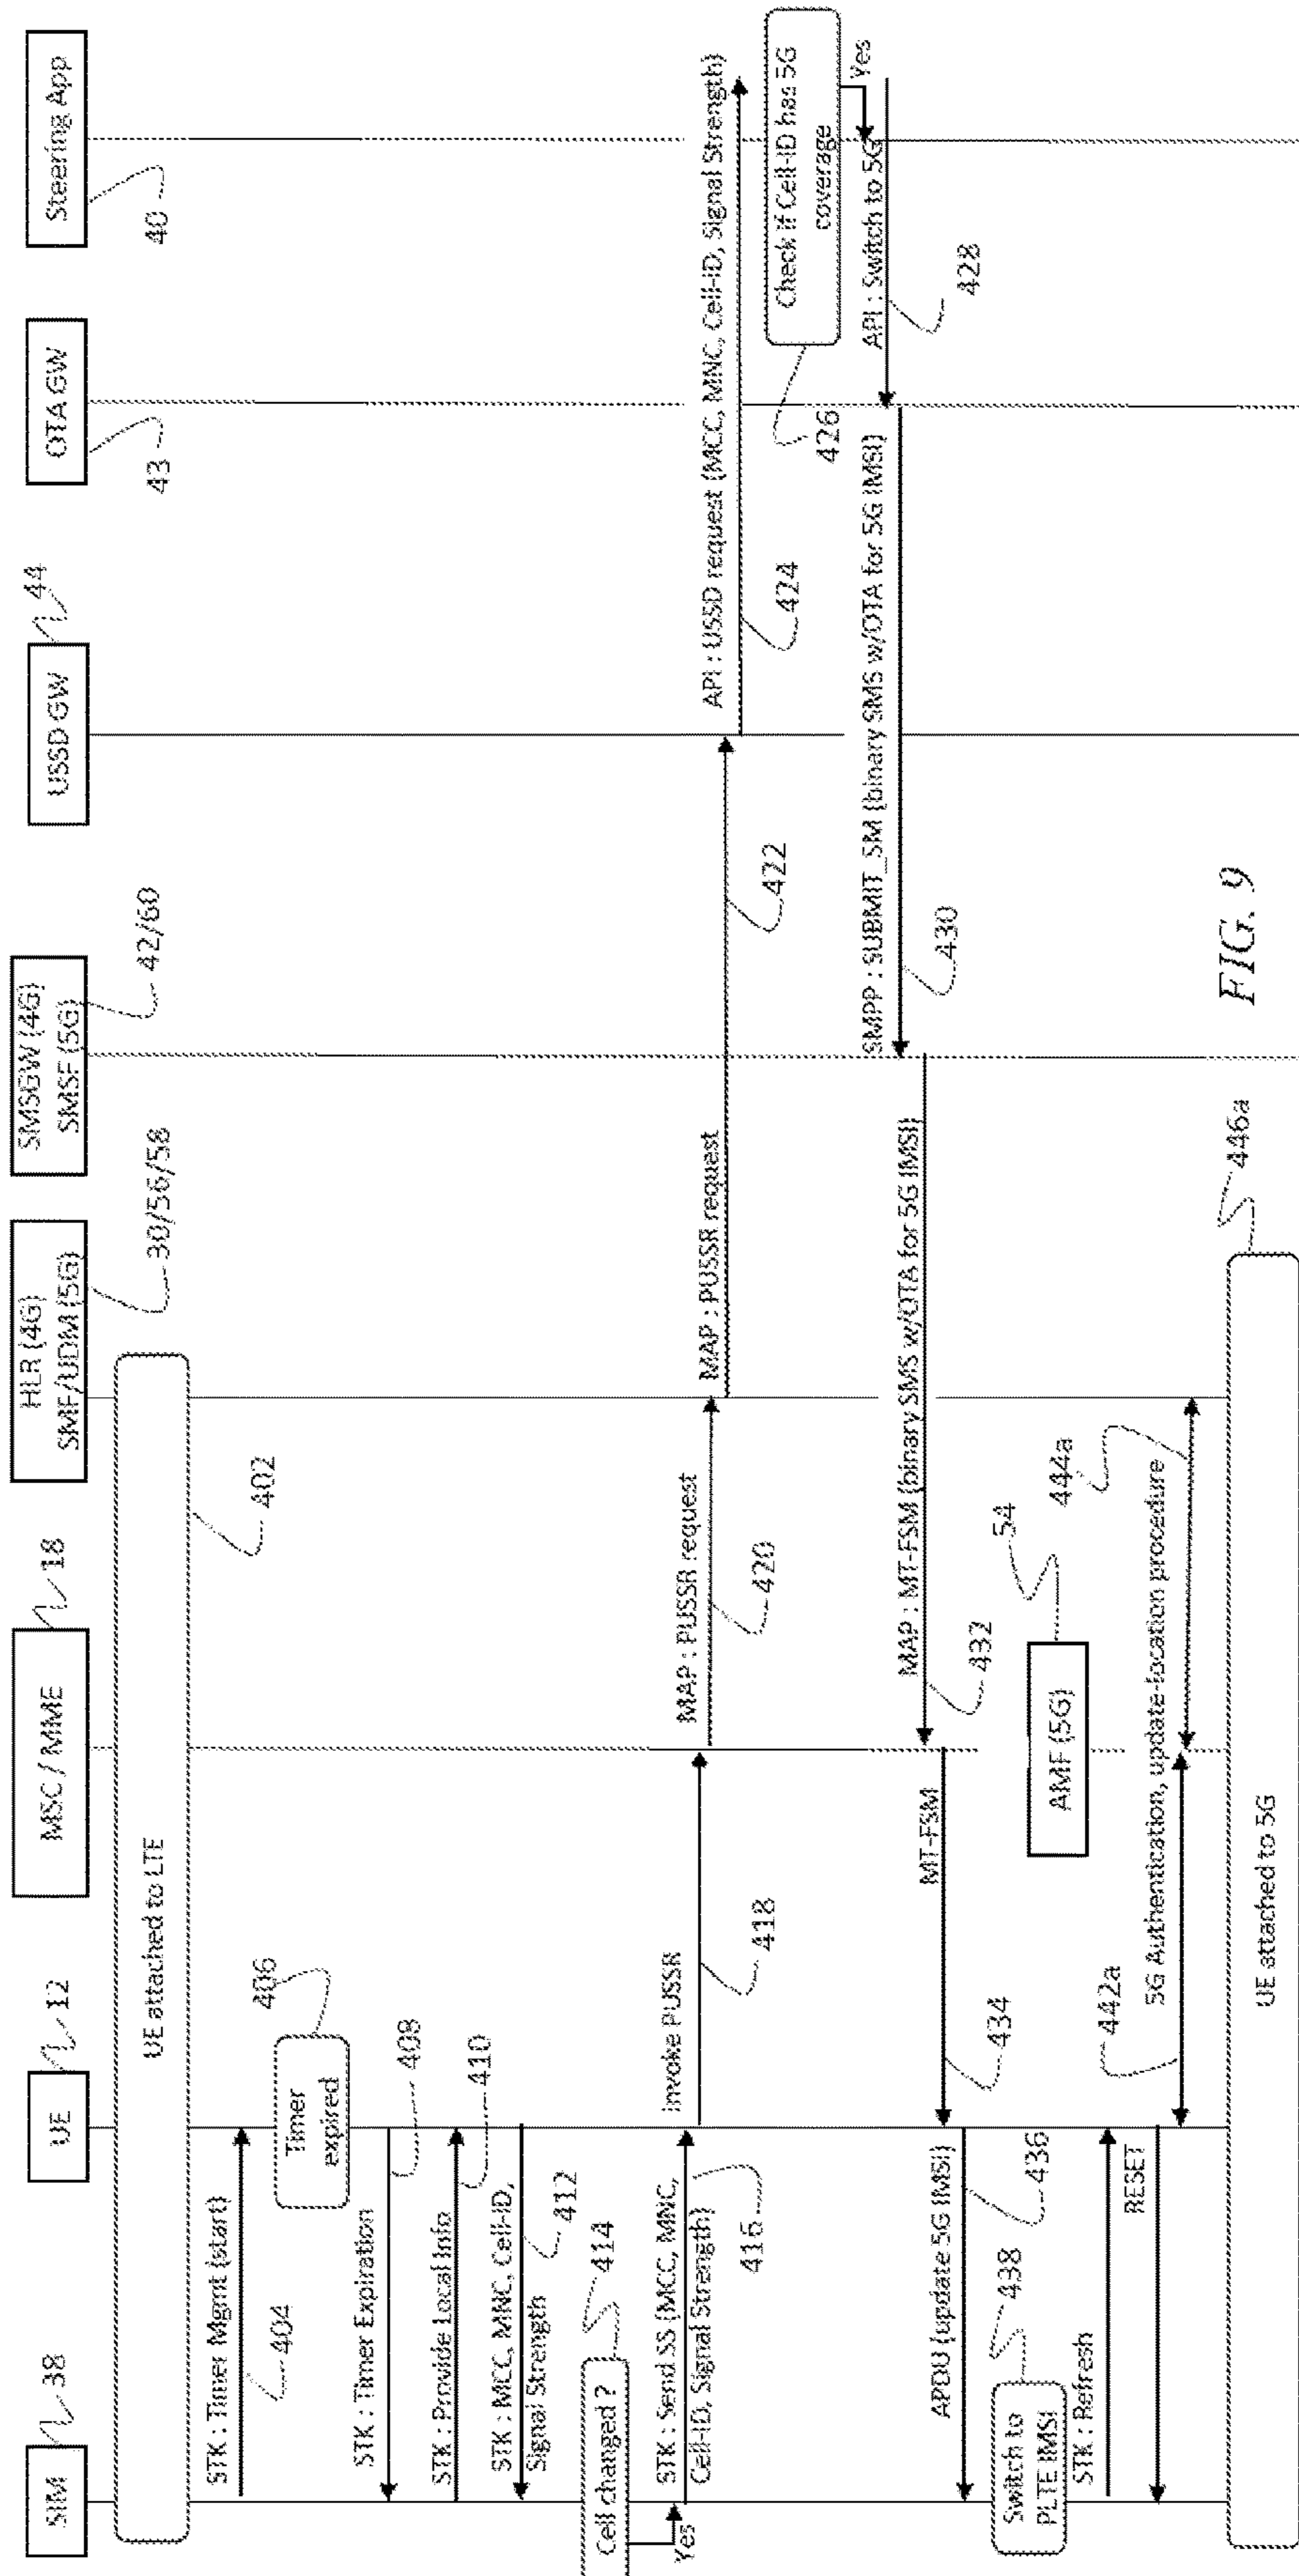 SIM
38
UE
12
MSC / MME
18
HLR (4G)
SMF/UDM (5G)
30/56/58
SMSGW (4G)
SMSF (5G)
42/60
USSD GW
44
OTA GW
43
Steering App
40
UE attached to LTE
402
STK : Timer Mgmt (start)
404
Timer
expired
406
STK : Timer Expiration
408
STK : Provide Local Info
410
STK : MCC, MNC, Cell-ID,
Signal Strength
412
Cell changed ?
414
Yes
STK : Send SS (MCC, MNC,
Cell-ID, Signal Strength)
416
Invoke PUSSR
418
MAP : PUSSR request
420
MAP : PUSSR request
422
API : USSD request (MCC, MNC, Cell-ID, Signal Strength)
424
Check if Cell-ID has 5G
coverage
426
Yes
API : Switch to 5G
428
SMPP : SUBMIT_SM (binary SMS w/OTA for 5G IMSI)
430
MAP : MT-FSM (binary SMS w/OTA for 5G IMSI)
432
MT-FSM
434
APDU (update 5G IMSI)
436
Switch to
PLTE IMSI
438
AMF (5G)
54
STK : Refresh
RESET
5G Authentication, update-location procedure
442a
444a
UE attached to 5G
446a
FIG. 9